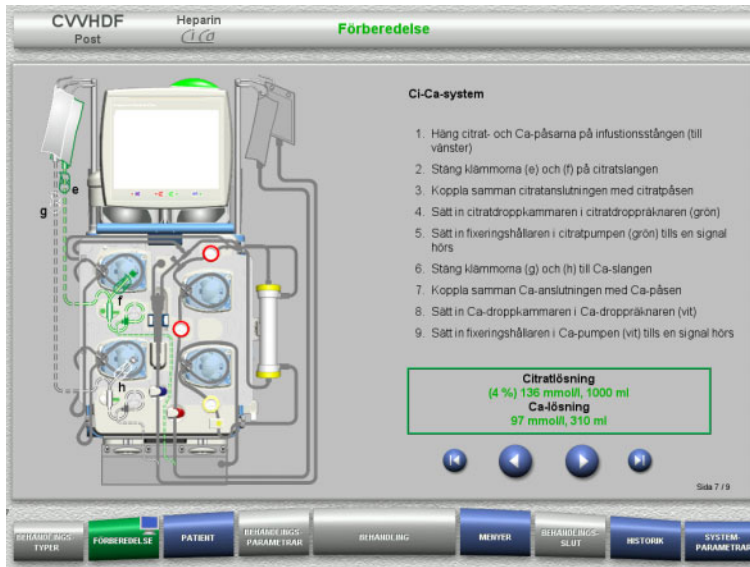 CVVHDF
Post
Heparin
CiCa
Förberedelse
e
g
f
h
Ci-Ca-system
1. Häng citrat- och Ca-påsarna på infustionsstången (till
vänster)
2. Stäng klämmorna (e) och (f) på citratslangen
3. Koppla samman citratanslutningen med citratpåsen
4. Sätt in citratdroppkammaren i citratdroppräknaren (grön)
5. Sätt in fixeringshållaren i citratpumpen (grön) tills en signal
hörs
6. Stäng klämmorna (g) och (h) till Ca-slangen
7. Koppla samman Ca-anslutningen med Ca-påsen
8. Sätt in Ca-droppkammaren i Ca-droppräknaren (vit)
9. Sätt in fixeringshållaren i Ca-pumpen (vit) tills en signal hörs
Citratlösning
(4 %) 136 mmol/l, 1000 ml
Ca-lösning
97 mmol/l, 310 ml
Sida 7 / 9
BEHANDLINGS-
TYPER
FÖRBEREDELSE
PATIENT
BEHANDLINGS-
PARAMETRAR
BEHANDLING
MENYER
BEHANDLINGS-
SLUT
HISTORIK
SYSTEM-
PARAMETRAR